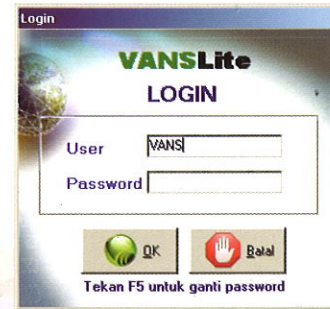 Login
VANSLite
LOGIN
User VANS
Password
OK Batal
Tekan F5 untuk ganti password